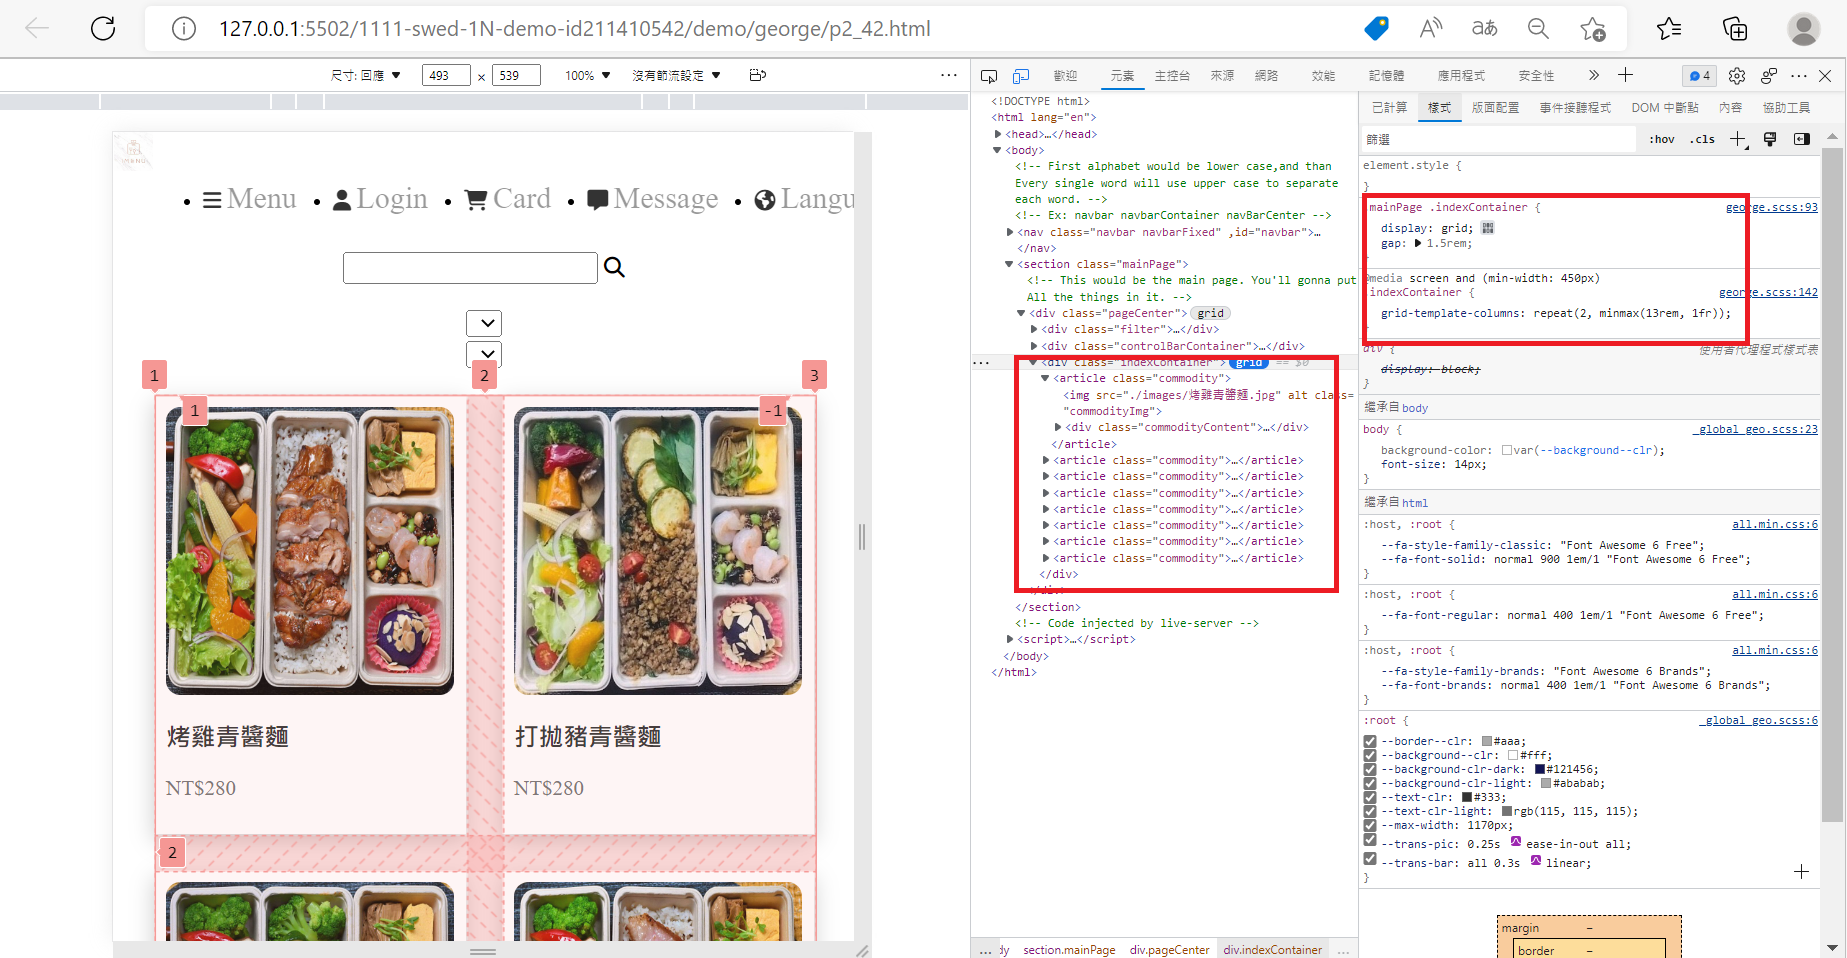 127.0.0.1:5502/1111-swed-1N-demo-id211410542/demo/george/p2_42.html
尺寸: 回應 ▼ 493 × 539 100% ▼ 沒有節流設定 ▼
Menu
Login
Card
Message
Langu
1 2 3
1 -1
烤雞青醬麵
NT$280
打拋豬青醬麵
NT$280
2
歡迎 元素 主控台 來源 網路 效能 記憶體 應用程式 安全性 4
<!DOCTYPE html>
<html lang="en">
<head>…</head>
<body>
<!-- First alphabet would be lower case,and than
Every single word will use upper case to separate
each word. -->
<!-- Ex: navbar navbarContainer navBarCenter -->
<nav class="navbar navbarFixed" ,id="navbar">…
</nav>
<section class="mainPage">
<!-- This would be the main page. You'll gonna put
All the things in it. -->
<div class="pageCenter"> grid
<div class="filter">…</div>
<div class="controlBarContainer">…</div>
<div class="indexContainer"> grid == $0
<article class="commodity">
<img src="./images/烤雞青醬麵.jpg" alt class=
"commodityImg">
<div class="commodityContent">…</div>
</article>
<article class="commodity">…</article>
<article class="commodity">…</article>
<article class="commodity">…</article>
<article class="commodity">…</article>
<article class="commodity">…</article>
<article class="commodity">…</article>
<article class="commodity">…</article>
</div>
</div>
</section>
<!-- Code injected by live-server -->
<script>…</script>
</body>
</html>
… dy section.mainPage div.pageCenter div.indexContainer …
已計算 樣式 版面配置 事件接聽程式 DOM 中斷點 內容 協助工具
篩選 :hov .cls
element.style {
}
.mainPage .indexContainer { george.scss:93
display: grid;
gap: 1.5rem;
@media screen and (min-width: 450px)
.indexContainer { george.scss:142
grid-template-columns: repeat(2, minmax(13rem, 1fr));
div { 使用者代理程式樣式表
display: block;
}
繼承自 body
body { _global_geo.scss:23
background-color: var(--background--clr);
font-size: 14px;
}
繼承自 html
:host, :root { all.min.css:6
--fa-style-family-classic: "Font Awesome 6 Free";
--fa-font-solid: normal 900 1em/1 "Font Awesome 6 Free";
}
:host, :root { all.min.css:6
--fa-font-regular: normal 400 1em/1 "Font Awesome 6 Free";
}
:host, :root { all.min.css:6
--fa-style-family-brands: "Font Awesome 6 Brands";
--fa-font-brands: normal 400 1em/1 "Font Awesome 6 Brands";
}
:root { _global_geo.scss:6
--border--clr: #aaa;
--background--clr: #fff;
--background-clr-dark: #121456;
--background-clr-light: #ababab;
--text-clr: #333;
--text-clr-light: rgb(115, 115, 115);
--max-width: 1170px;
--trans-pic: 0.25s ease-in-out all;
--trans-bar: all 0.3s linear;
}
margin –
border –